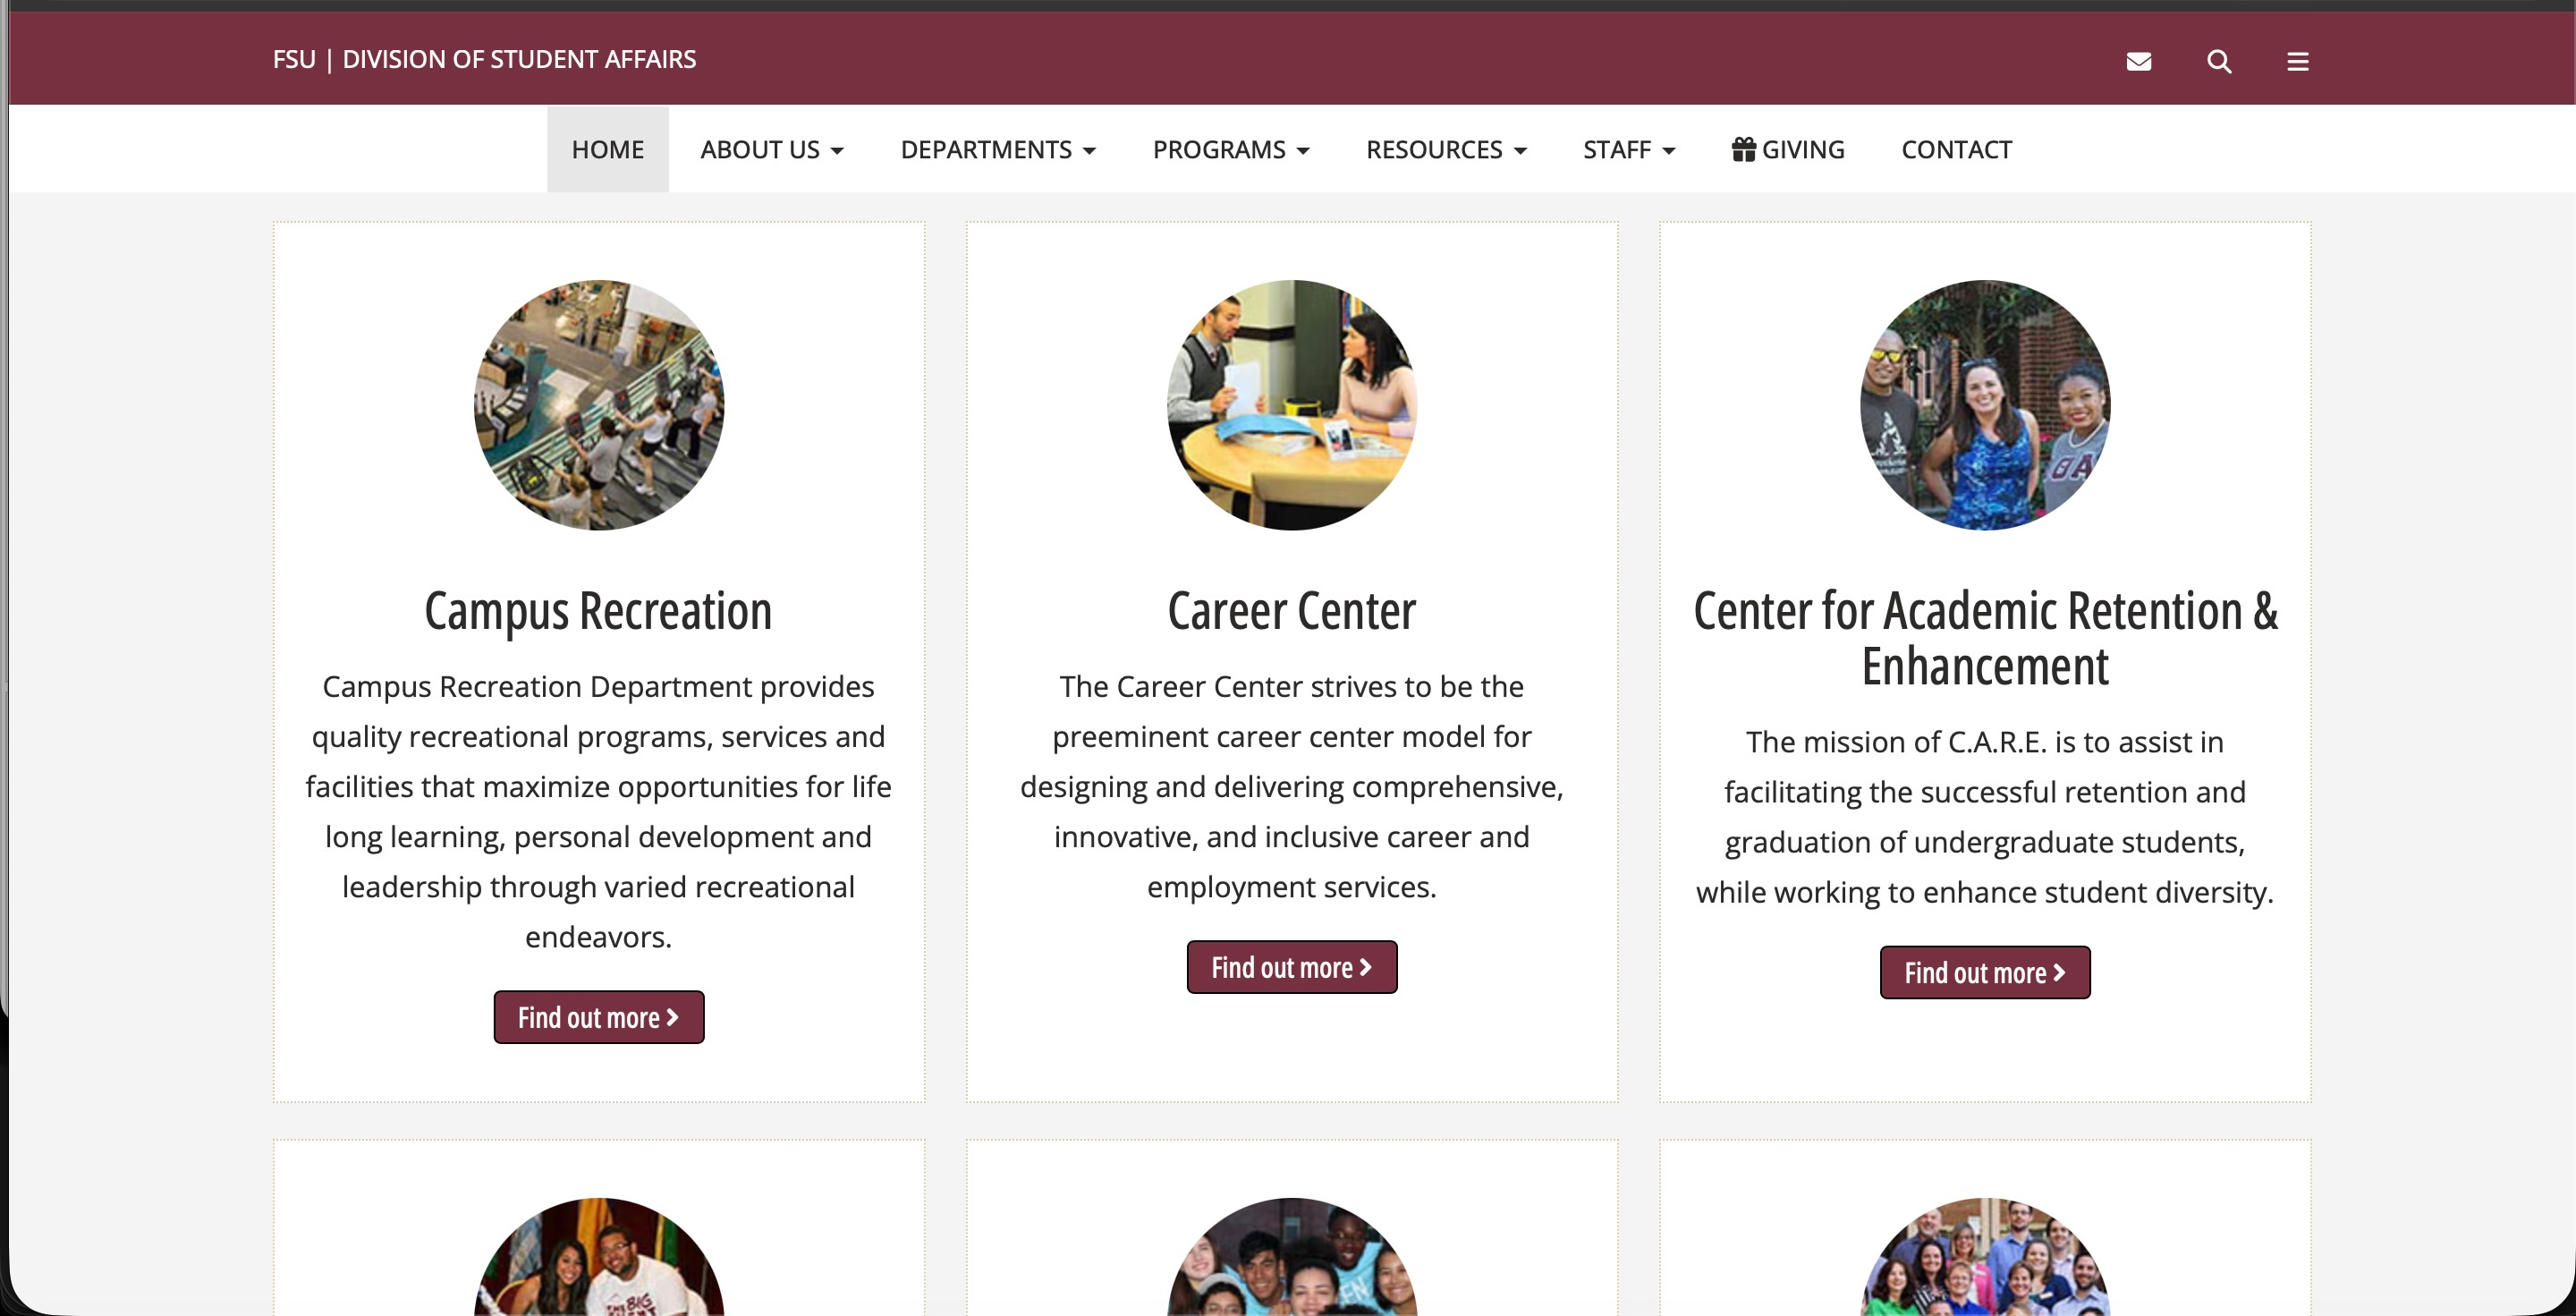 FSU | DIVISION OF STUDENT AFFAIRS
HOME ABOUT US DEPARTMENTS PROGRAMS RESOURCES STAFF GIVING CONTACT
Campus Recreation
Campus Recreation Department provides
quality recreational programs, services and
facilities that maximize opportunities for life
long learning, personal development and
leadership through varied recreational
endeavors.
Find out more
Career Center
The Career Center strives to be the
preeminent career center model for
designing and delivering comprehensive,
innovative, and inclusive career and
employment services.
Find out more
Center for Academic Retention &
Enhancement
The mission of C.A.R.E. is to assist in
facilitating the successful retention and
graduation of undergraduate students,
while working to enhance student diversity.
Find out more